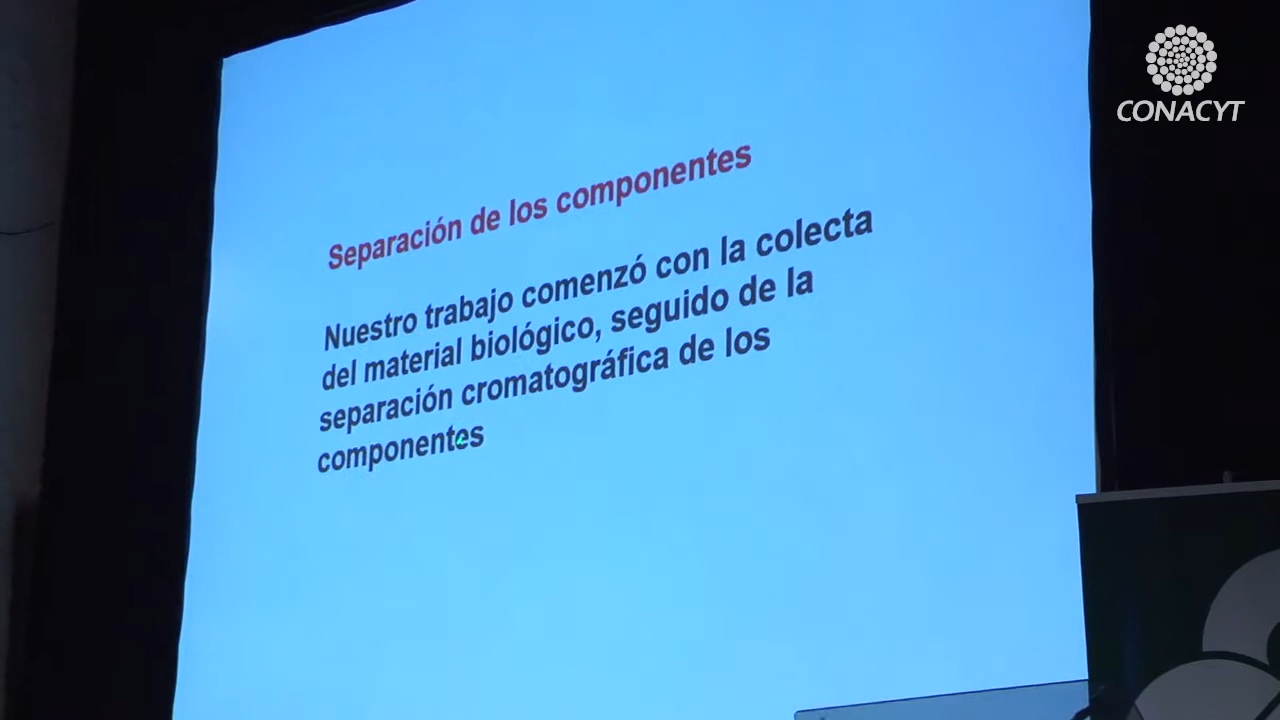 CONACYT
Separación de los componentes
Nuestro trabajo comenzó con la colecta
del material biológico, seguido de la
separación cromatográfica de los
componentes